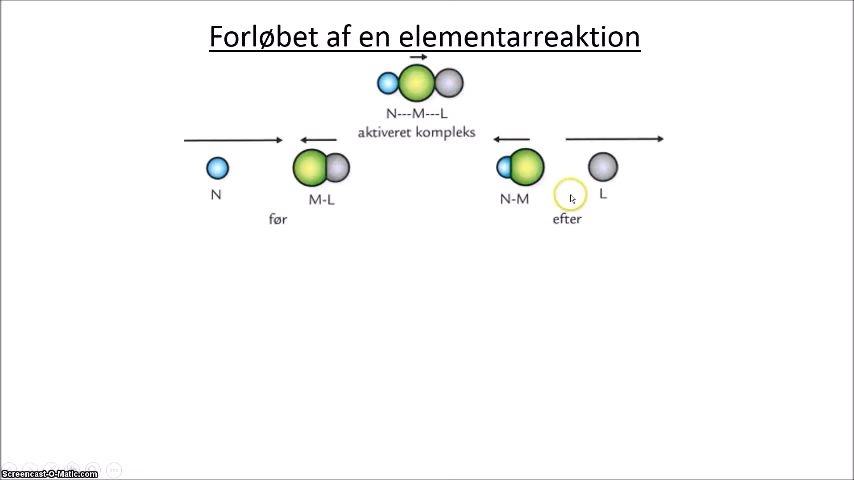 Forløbet af en elementarreaktion
N---M---L
aktiveret kompleks
N
M-L
N-M
L
før
efter
Screencast-O-Matic.com